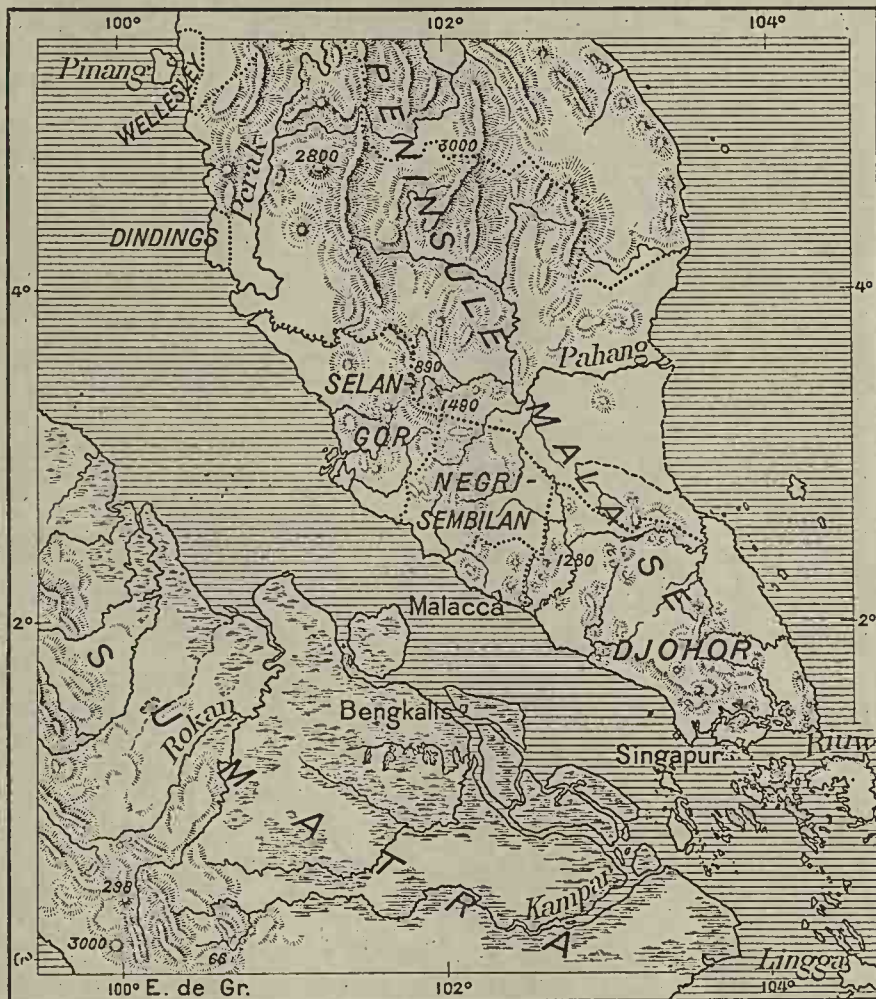 100° 102° 104°
Pinang
WELLESLEY
PENINSULE
3000
2800
Perak
DINDINGS
4° 4°
Pahang
890
SELAN-
1480
GOR
MALAISE
NEGRI-
SEMBILAN
1280
Malacca
2° 2°
DJOHOR
SUMATRA
Bengkalis
Rokan
Singapur
Riuw
Kampar
298
3000
66
Lingga
0°
100° E. de Gr. 102° 104°